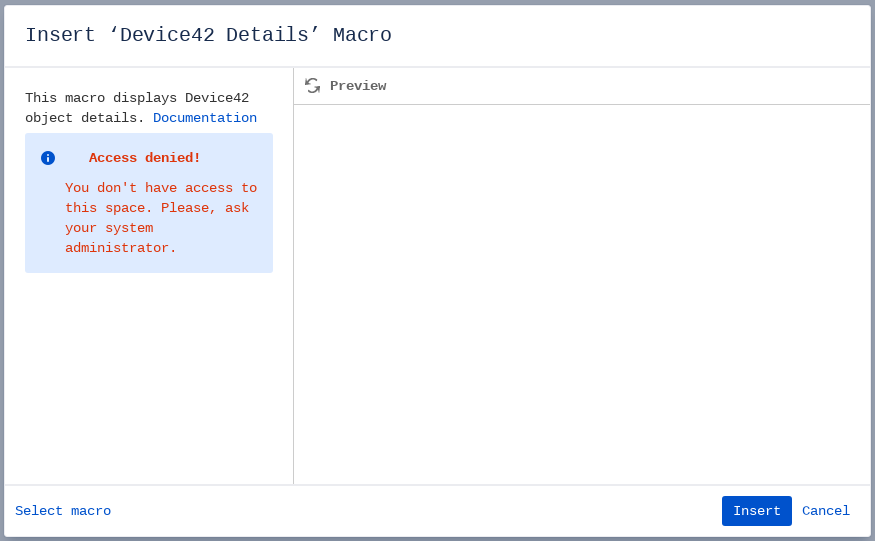 Insert ‘Device42 Details’ Macro
This macro displays Device42
object details. Documentation
Access denied!
You don't have access to
this space. Please, ask
your system
administrator.
Preview
Select macro
Insert
Cancel